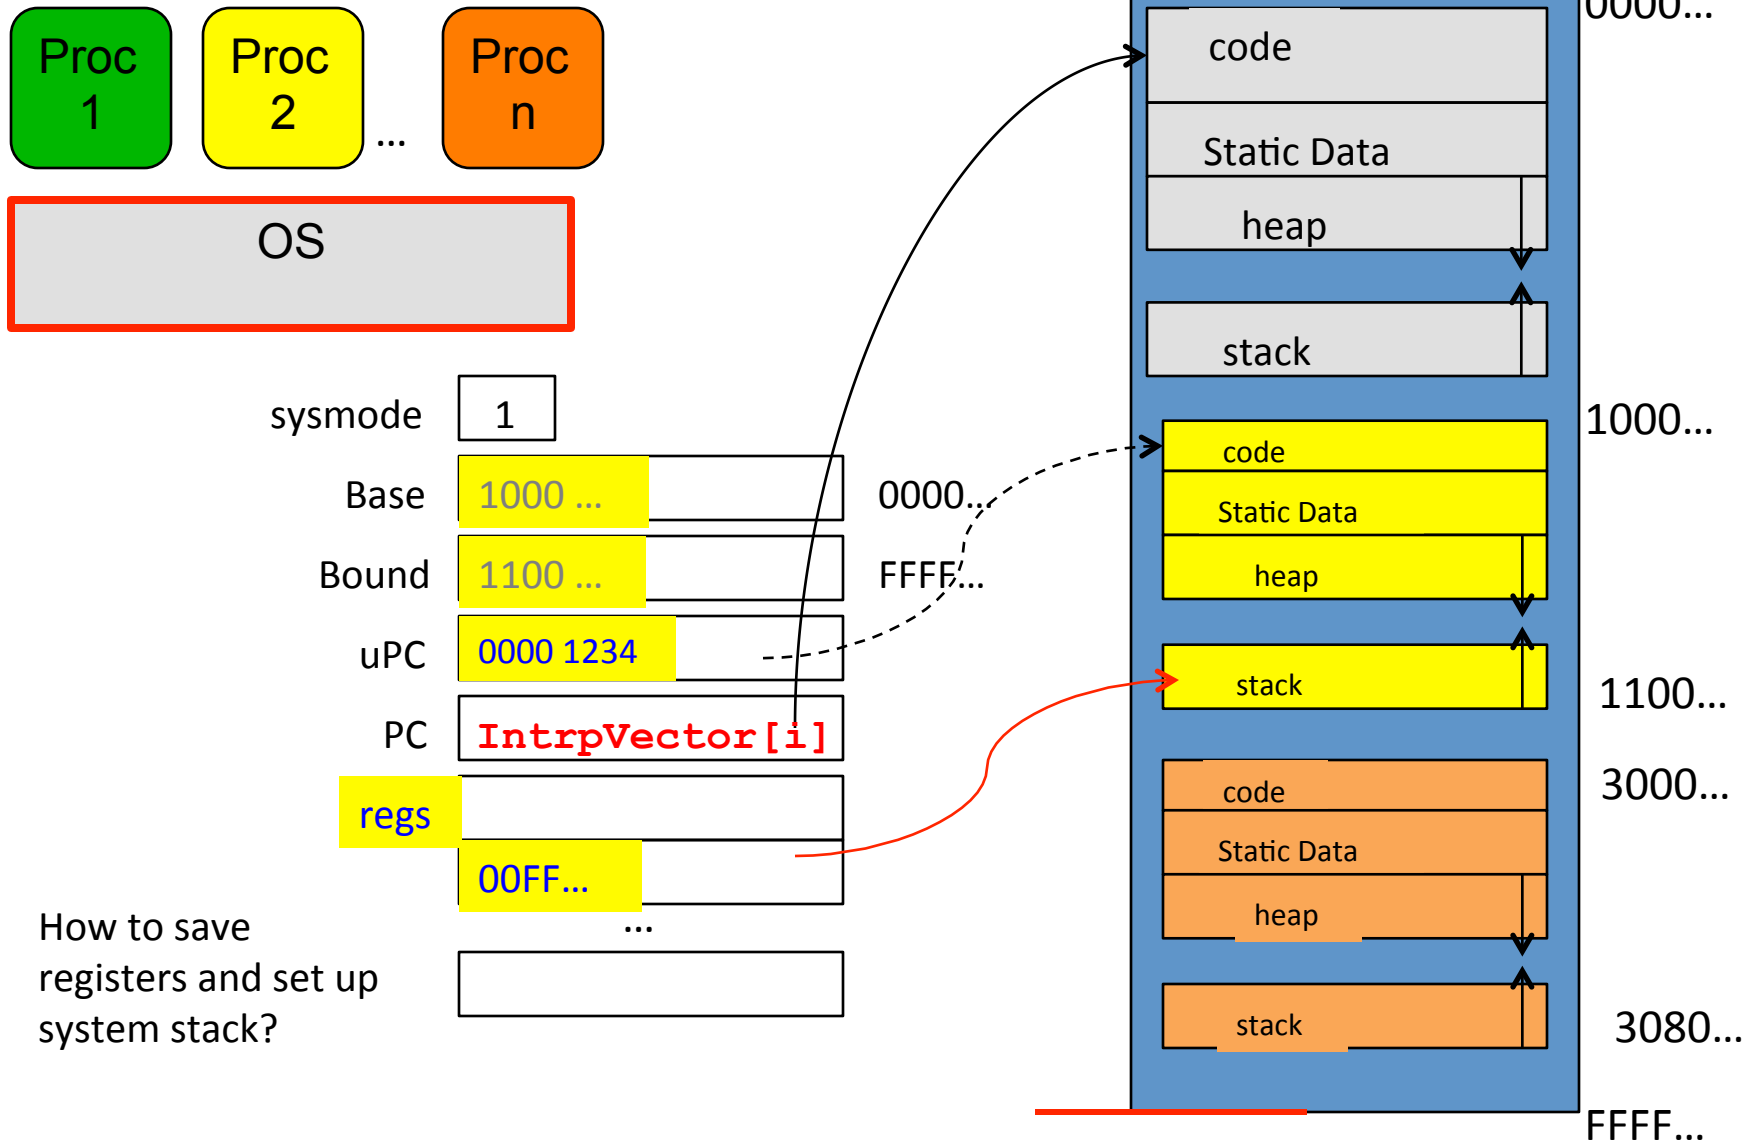 Proc
1
Proc
2
...
Proc
n
OS
sysmode
1
Base
1000 ...
0000...
Bound
1100 ...
FFFF...
uPC
0000 1234
PC
IntrpVector[i]
regs
00FF...
...
How to save
registers and set up
system stack?
0000...
code
Static Data
heap
stack
1000...
code
Static Data
heap
stack
1100...
3000...
code
Static Data
heap
stack
3080...
FFFF...